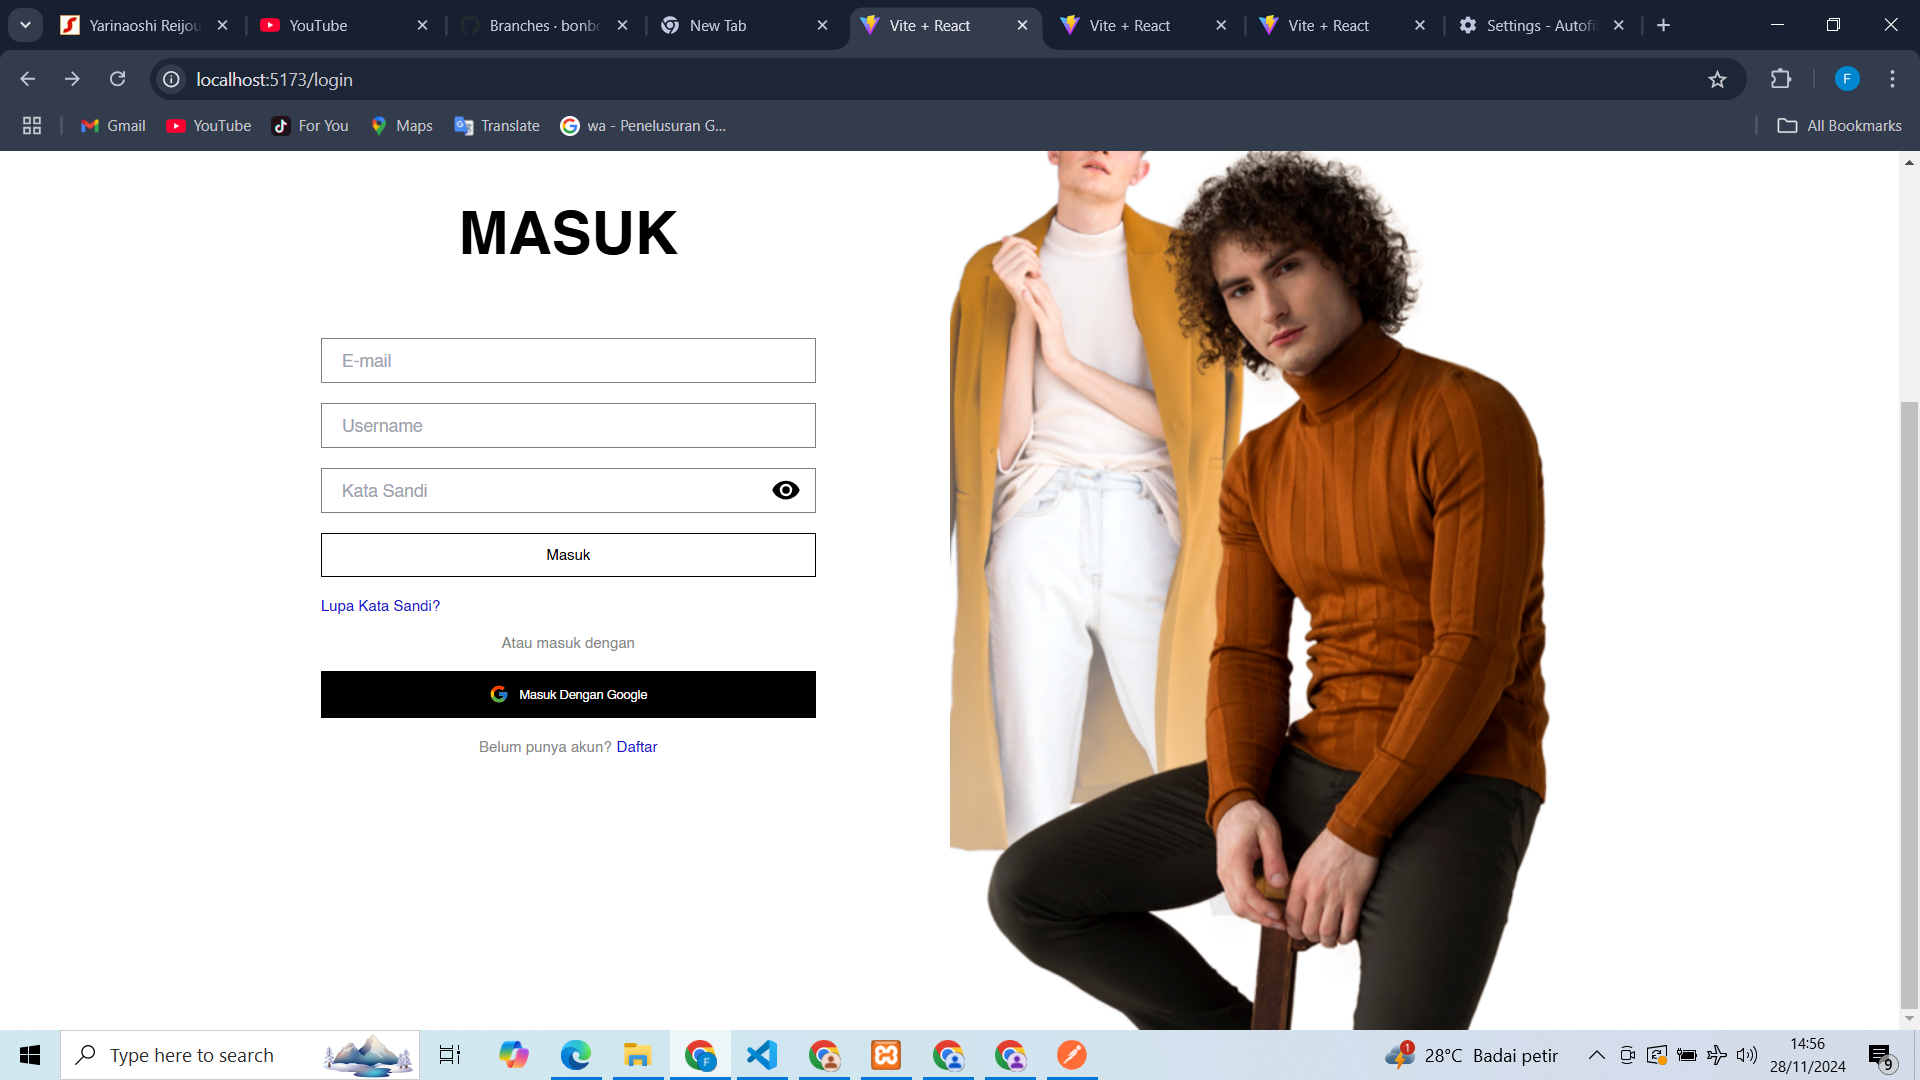 Yarinaoshi Reijou
YouTube
Branches · bonbo
New Tab
Vite + React
Vite + React
Vite + React
Settings - Autofil
localhost:5173/login
F
Gmail
YouTube
For You
Maps
Translate
wa - Penelusuran G...
All Bookmarks
MASUK
E-mail
Username
Kata Sandi
Masuk
Lupa Kata Sandi?
Atau masuk dengan
Masuk Dengan Google
Belum punya akun? Daftar
Type here to search
F
1
28°C Badai petir
14:56
28/11/2024
9